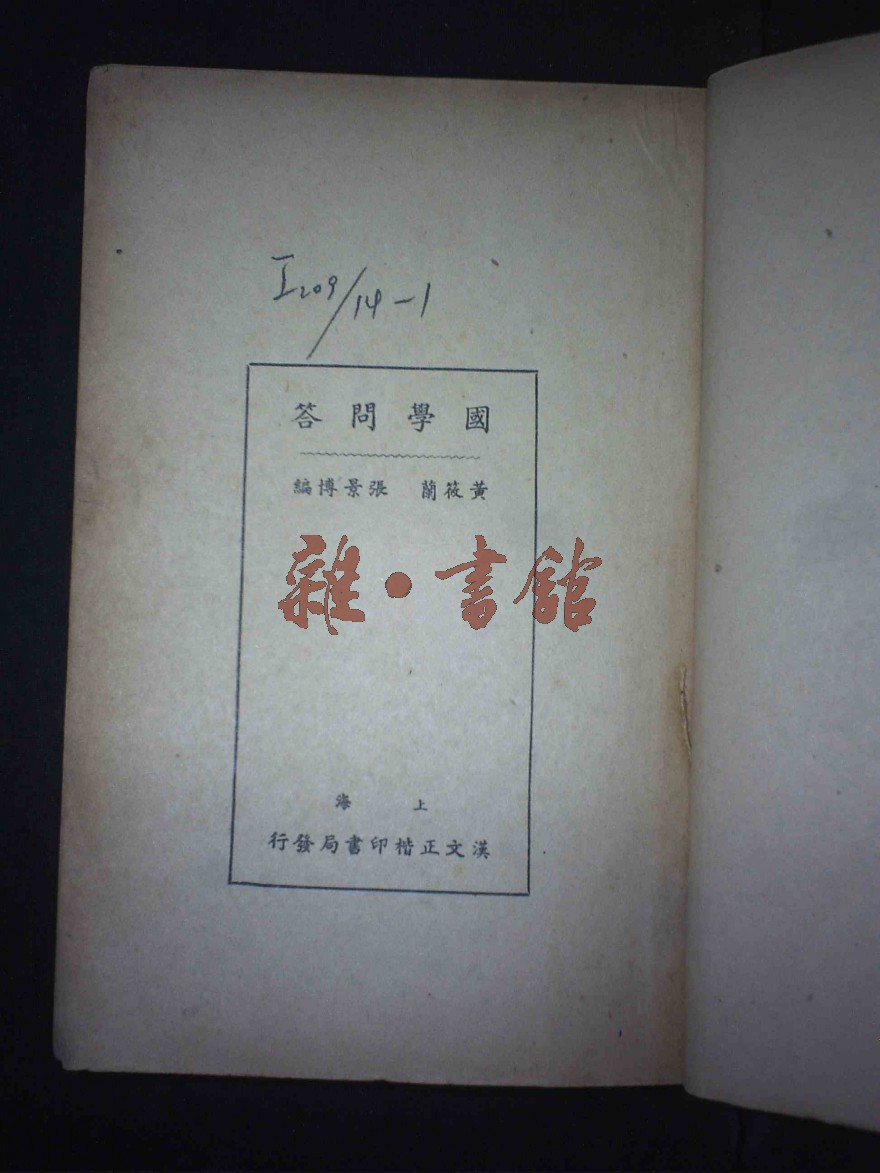 I209/14-1
國學問答
黃筱蘭 張景博編
雜·書館
上海
漢文正楷印書局發行